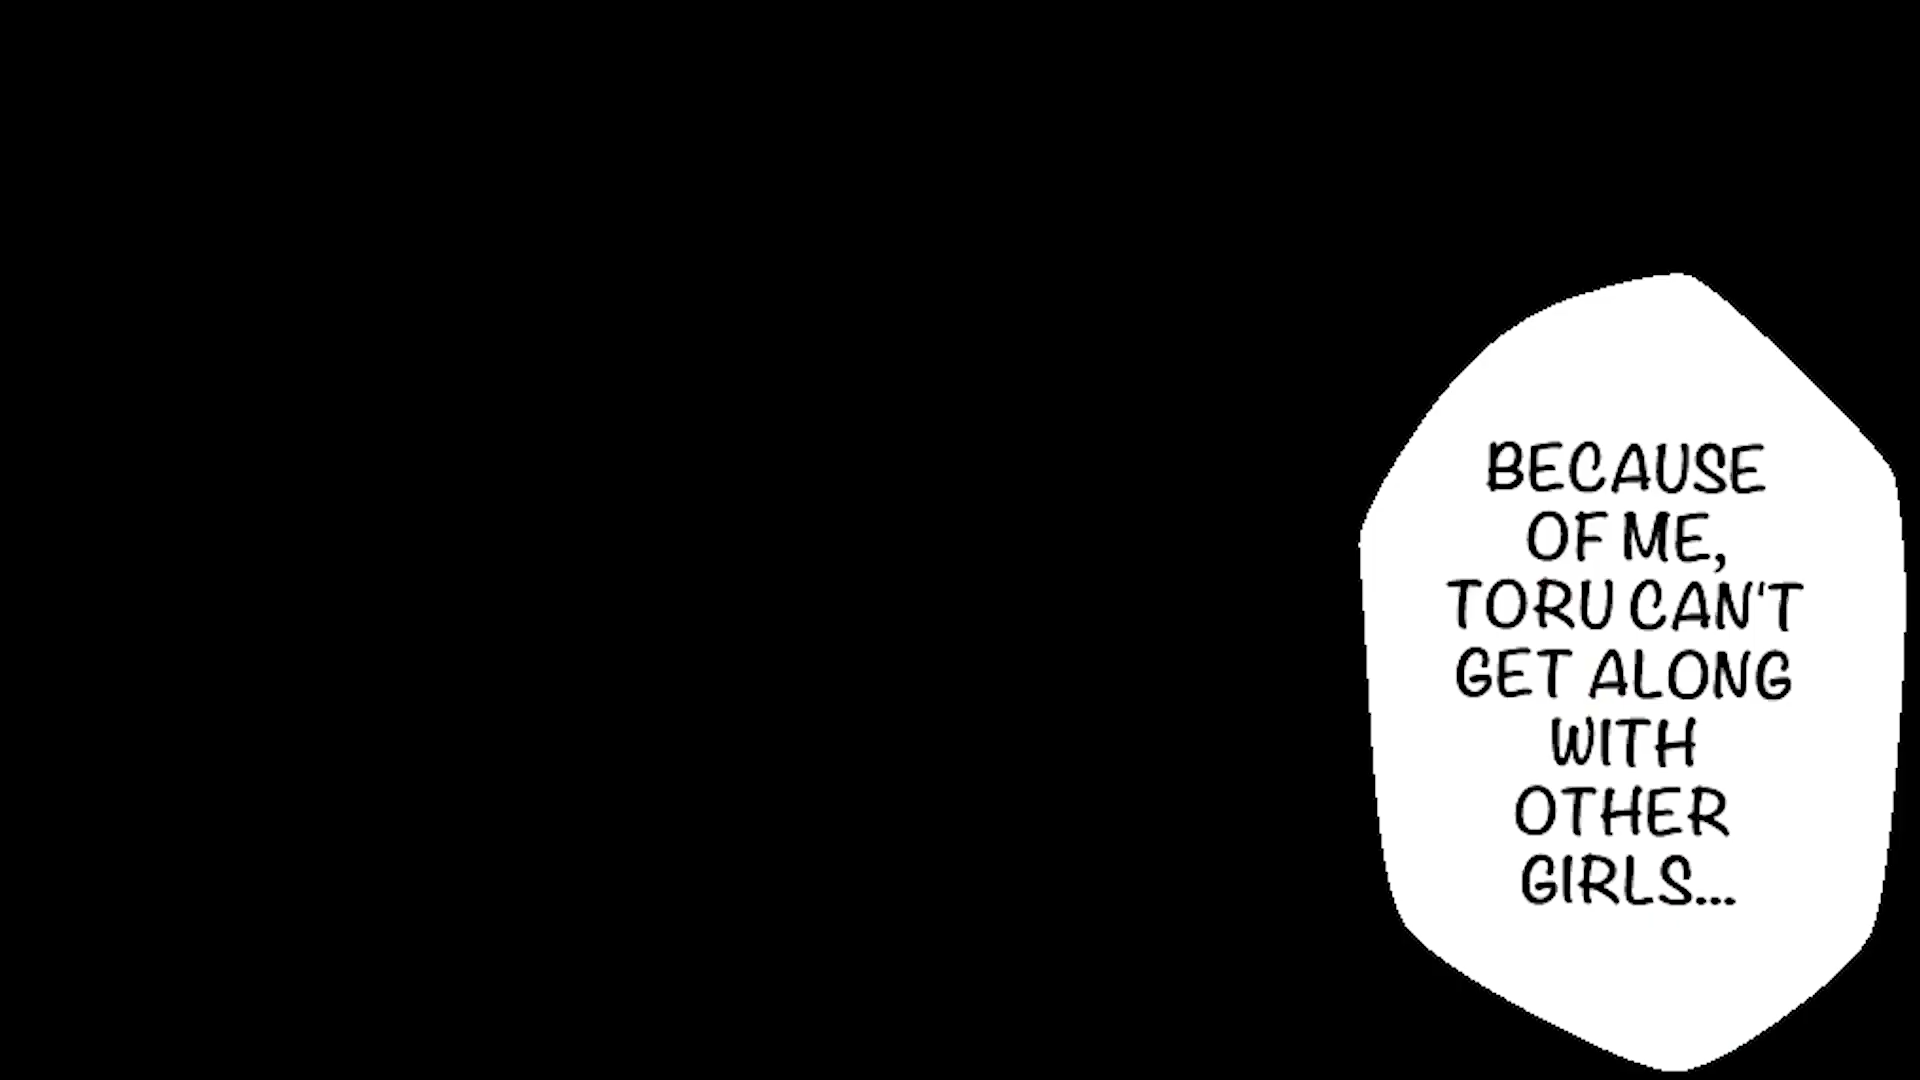 BECAUSE
OF ME,
TORU CAN'T
GET ALONG
WITH
OTHER
GIRLS...